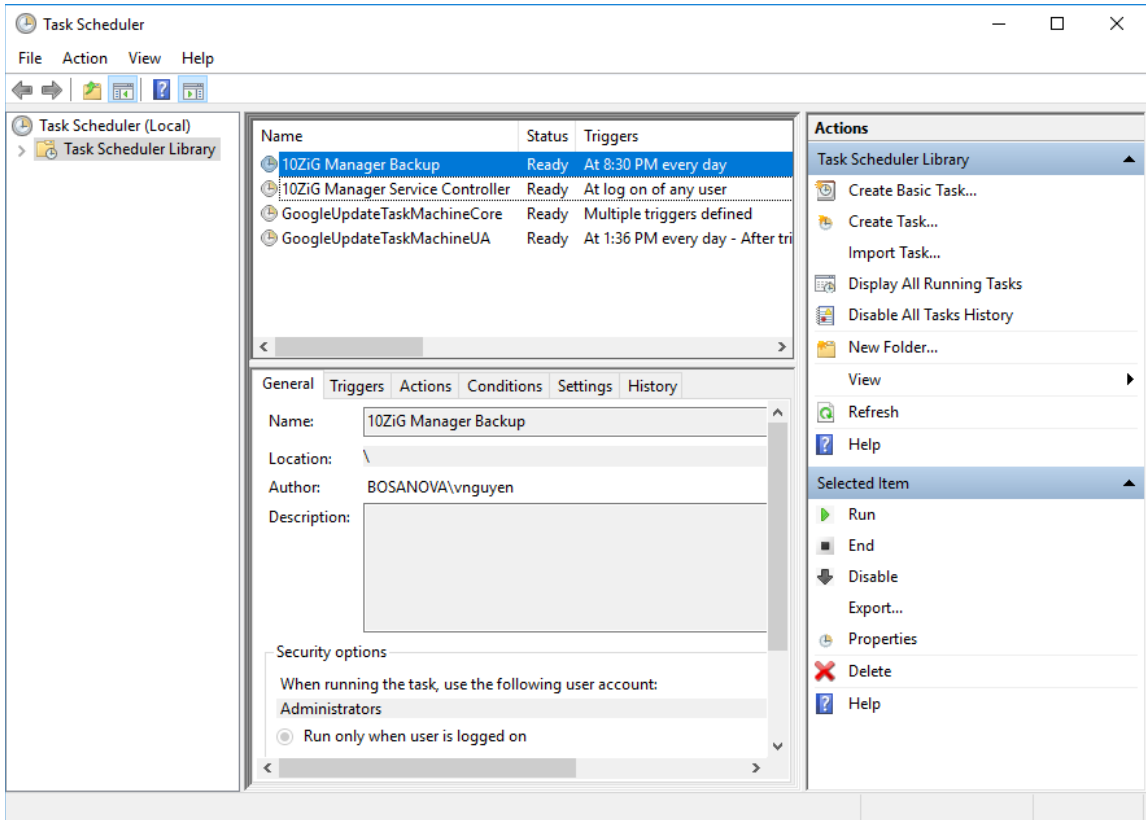 Task Scheduler
File Action View Help
Task Scheduler (Local)
Task Scheduler Library
Name Status Triggers
10ZiG Manager Backup Ready At 8:30 PM every day
10ZiG Manager Service Controller Ready At log on of any user
GoogleUpdateTaskMachineCore Ready Multiple triggers defined
GoogleUpdateTaskMachineUA Ready At 1:36 PM every day - After tri
General Triggers Actions Conditions Settings History
Name: 10ZiG Manager Backup
Location: \
Author: BOSANOVA\vnguyen
Description:
Security options
When running the task, use the following user account:
Administrators
Run only when user is logged on
Actions
Task Scheduler Library
Create Basic Task...
Create Task...
Import Task...
Display All Running Tasks
Disable All Tasks History
New Folder...
View
Refresh
Help
Selected Item
Run
End
Disable
Export...
Properties
Delete
Help